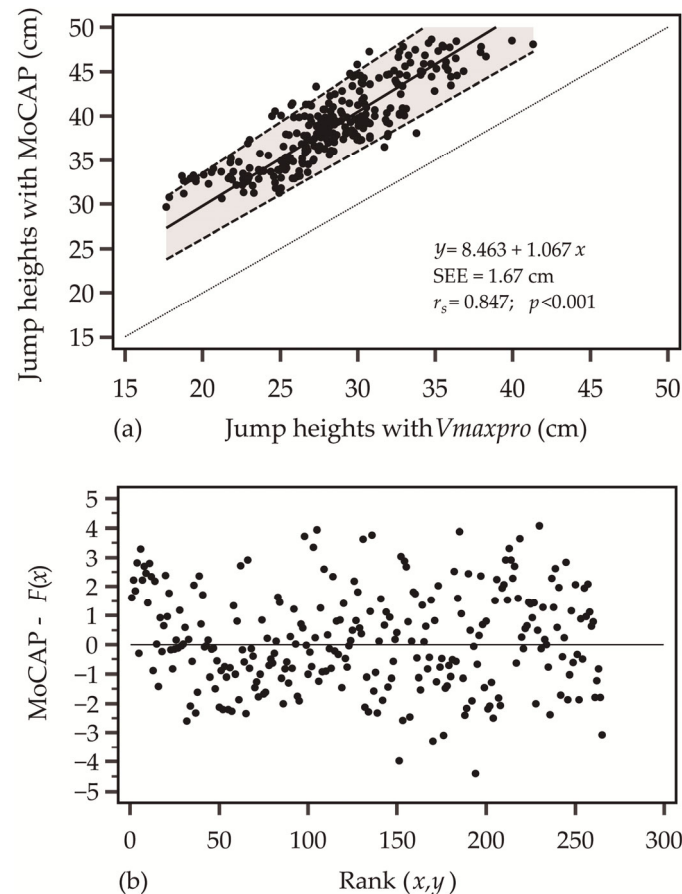 Jump heights with MoCAP (cm)
50
45
40
35
30
25
20
15
y= 8.463 + 1.067 x
SEE = 1.67 cm
rs= 0.847; p<0.001
15 20 25 30 35 40 45 50
(a) Jump heights withVmaxpro (cm)
MoCAP - F(x)
5
4
3
2
1
0
−1
−2
−3
−4
−5
0 50 100 150 200 250 300
(b) Rank (x,y)